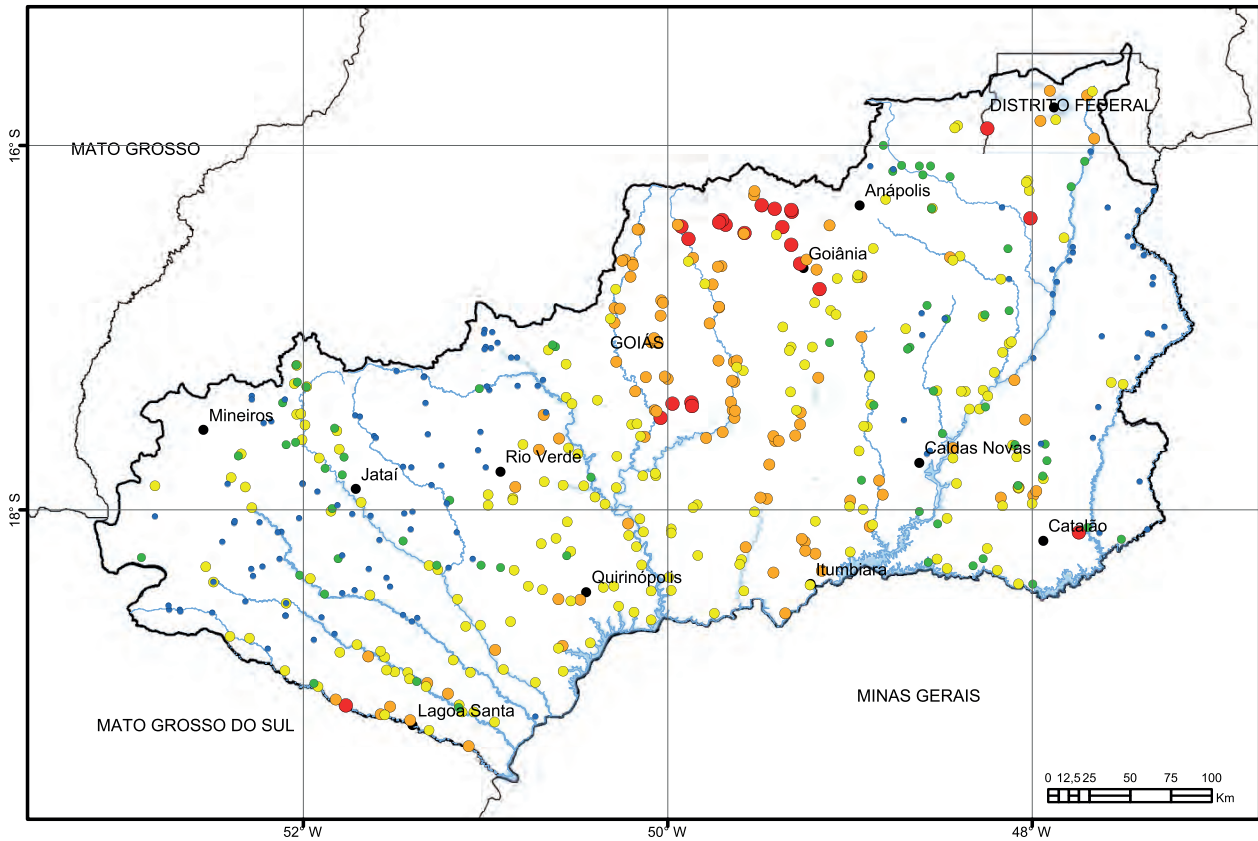 DISTRITO FEDERAL
16° S
MATO GROSSO
Anápolis
Goiânia
GOIÁS
Mineiros
Caldas Novas
Rio Verde
Jataí
18° S
Catalão
Itumbiara
Quirinópolis
MINAS GERAIS
Lagoa Santa
MATO GROSSO DO SUL
0 12,5 25 50 75 100
Km
52° W 50° W 48° W